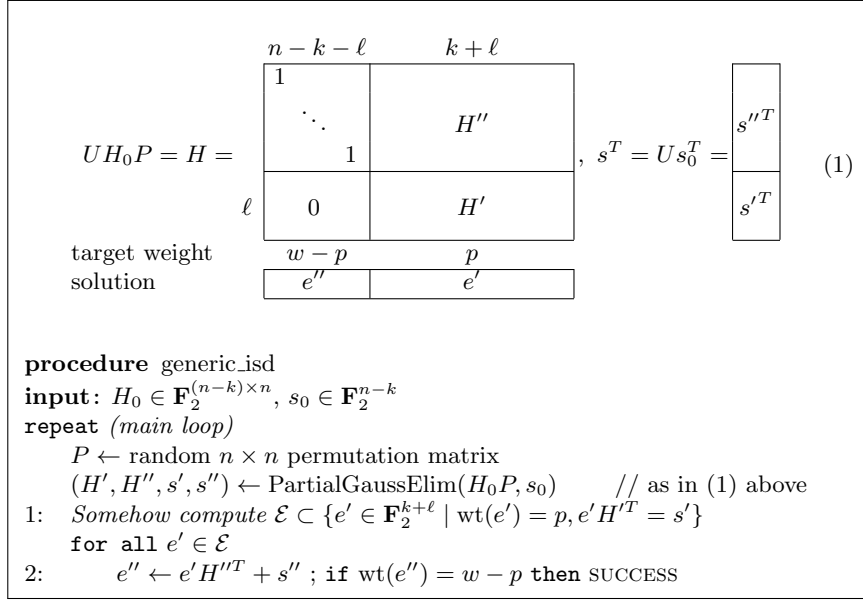 n − k − ℓ k + ℓ
1
⋱ H″ s″ᵀ
UH₀P = H = 1 , sᵀ = Us₀ᵀ = (1)
ℓ 0 H′ s′ᵀ
target weight w − p p
solution e″ e′
procedure generic_isd
input: H₀ ∈ F₂^{(n−k)×n}, s₀ ∈ F₂^{n−k}
repeat (main loop)
P ← random n × n permutation matrix
(H′, H″, s′, s″) ← PartialGaussElim(H₀P, s₀) // as in (1) above
1: Somehow compute ℰ ⊂ {e′ ∈ F₂^{k+ℓ} | wt(e′) = p, e′H′ᵀ = s′}
for all e′ ∈ ℰ
2: e″ ← e′H″ᵀ + s″ ; if wt(e″) = w − p then SUCCESS